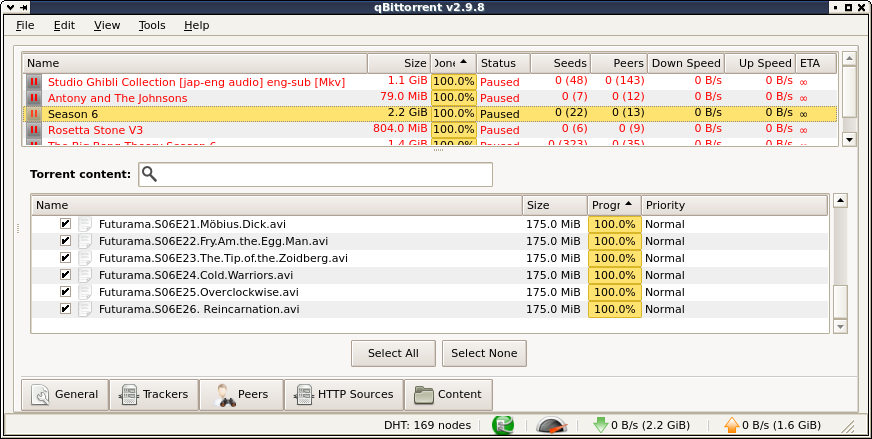 qBittorrent v2.9.8
File Edit View Tools Help
Name Size Done Status Seeds Peers Down Speed Up Speed ETA
Studio Ghibli Collection [jap-eng audio] eng-sub [Mkv] 1.1 GiB 100.0% Paused 0 (48) 0 (143) 0 B/s 0 B/s ∞
Antony and The Johnsons 79.0 MiB 100.0% Paused 0 (7) 0 (12) 0 B/s 0 B/s ∞
Season 6 2.2 GiB 100.0% Paused 0 (22) 0 (13) 0 B/s 0 B/s ∞
Rosetta Stone V3 804.0 MiB 100.0% Paused 0 (6) 0 (9) 0 B/s 0 B/s ∞
The Big Bang Theory Season 6 1.4 GiB 100.0% Paused 0 (323) 0 (35) 0 B/s 0 B/s ∞
Torrent content:
Name Size Progr Priority
Futurama.S06E21.Möbius.Dick.avi 175.0 MiB 100.0% Normal
Futurama.S06E22.Fry.Am.the.Egg.Man.avi 175.0 MiB 100.0% Normal
Futurama.S06E23.The.Tip.of.the.Zoidberg.avi 175.0 MiB 100.0% Normal
Futurama.S06E24.Cold.Warriors.avi 175.0 MiB 100.0% Normal
Futurama.S06E25.Overclockwise.avi 175.0 MiB 100.0% Normal
Futurama.S06E26. Reincarnation.avi 175.0 MiB 100.0% Normal
Select All Select None
General Trackers Peers HTTP Sources Content
DHT: 169 nodes 0 B/s (2.2 GiB) 0 B/s (1.6 GiB)